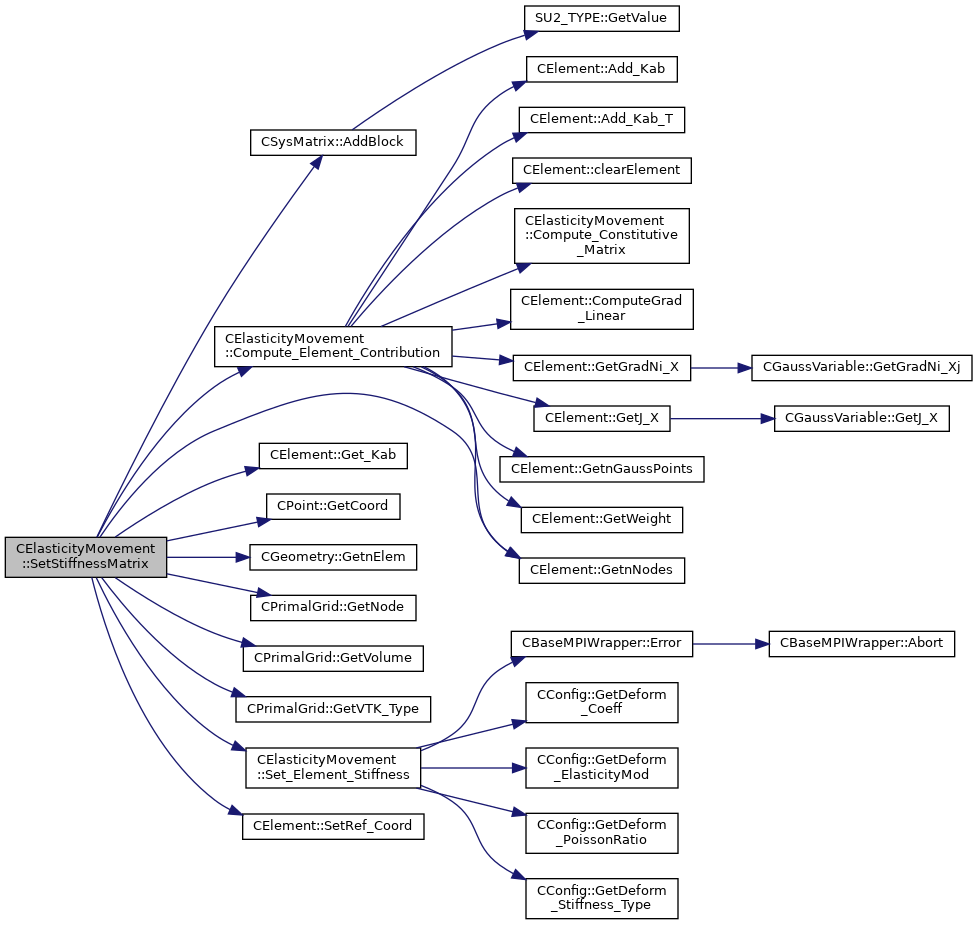 SU2_TYPE::GetValue
CElement::Add_Kab
CElement::Add_Kab_T
CSysMatrix::AddBlock
CElement::clearElement
CElasticityMovement
::Compute_Constitutive
_Matrix
CElement::ComputeGrad
_Linear
CElasticityMovement
::Compute_Element_Contribution
CElement::GetGradNi_X
CGaussVariable::GetGradNi_Xj
CElement::GetJ_X
CGaussVariable::GetJ_X
CElement::Get_Kab
CElement::GetnGaussPoints
CPoint::GetCoord
CElement::GetWeight
CElasticityMovement
::SetStiffnessMatrix
CGeometry::GetnElem
CElement::GetnNodes
CPrimalGrid::GetNode
CPrimalGrid::GetVolume
CBaseMPIWrapper::Error
CBaseMPIWrapper::Abort
CPrimalGrid::GetVTK_Type
CConfig::GetDeform
_Coeff
CElasticityMovement
::Set_Element_Stiffness
CConfig::GetDeform
_ElasticityMod
CElement::SetRef_Coord
CConfig::GetDeform
_PoissonRatio
CConfig::GetDeform
_Stiffness_Type